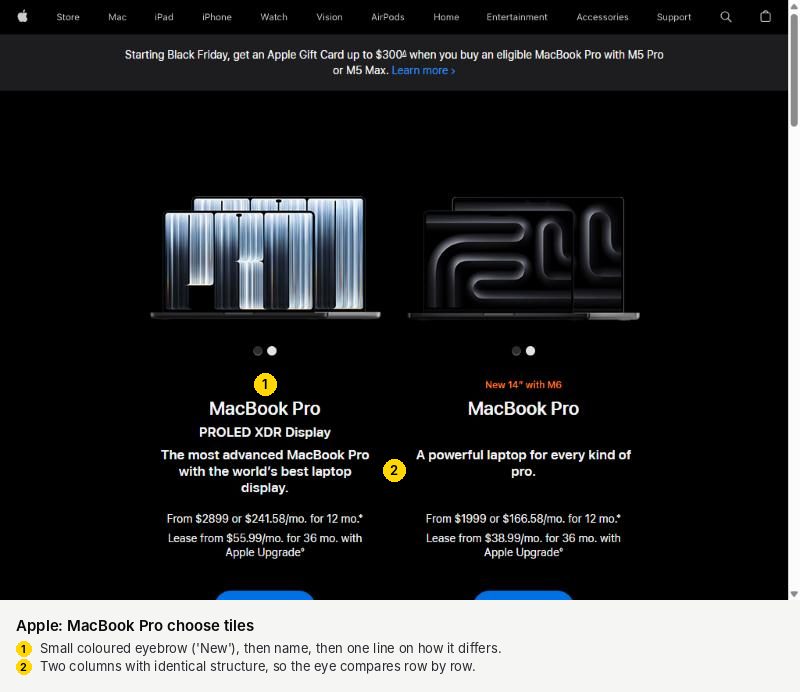 Store Mac iPad iPhone Watch Vision AirPods Home Entertainment Accessories Support
Starting Black Friday, get an Apple Gift Card up to $300∆ when you buy an eligible MacBook Pro with M5 Pro
or M5 Max. Learn more ›
1
MacBook Pro
PROLED XDR Display
The most advanced MacBook Pro
with the world’s best laptop
display.
From $2899 or $241.58/mo. for 12 mo.*
Lease from $55.99/mo. for 36 mo. with
Apple Upgrade°
2
New 14” with M6
MacBook Pro
A powerful laptop for every kind of
pro.
From $1999 or $166.58/mo. for 12 mo.*
Lease from $38.99/mo. for 36 mo. with
Apple Upgrade°
Apple: MacBook Pro choose tiles
1 Small coloured eyebrow ('New'), then name, then one line on how it differs.
2 Two columns with identical structure, so the eye compares row by row.